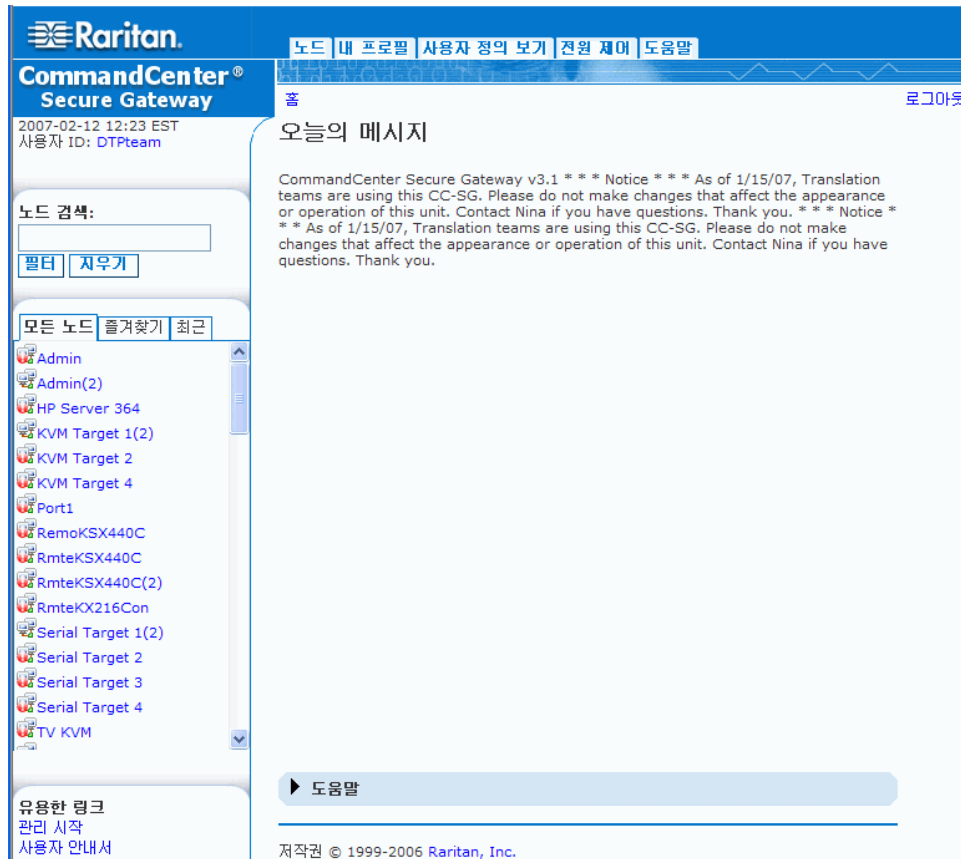 Raritan.
노드 내 프로필 사용자 정의 보기 전원 제어 도움말
CommandCenter®
Secure Gateway
홈
로그아웃
2007-02-12 12:23 EST
사용자 ID: DTPteam
오늘의 메시지
CommandCenter Secure Gateway v3.1 * * * Notice * * * As of 1/15/07, Translation
teams are using this CC-SG. Please do not make changes that affect the appearance
or operation of this unit. Contact Nina if you have questions. Thank you. * * * Notice *
* * As of 1/15/07, Translation teams are using this CC-SG. Please do not make
changes that affect the appearance or operation of this unit. Contact Nina if you have
questions. Thank you.
노드 검색:
필터 지우기
모든 노드 즐겨찾기 최근
Admin
Admin(2)
HP Server 364
KVM Target 1(2)
KVM Target 2
KVM Target 4
Port1
RemoKSX440C
RmteKSX440C
RmteKSX440C(2)
RmteKX216Con
Serial Target 1(2)
Serial Target 2
Serial Target 3
Serial Target 4
TV KVM
도움말
유용한 링크
관리 시작
사용자 안내서
저작권 © 1999-2006 Raritan, Inc.